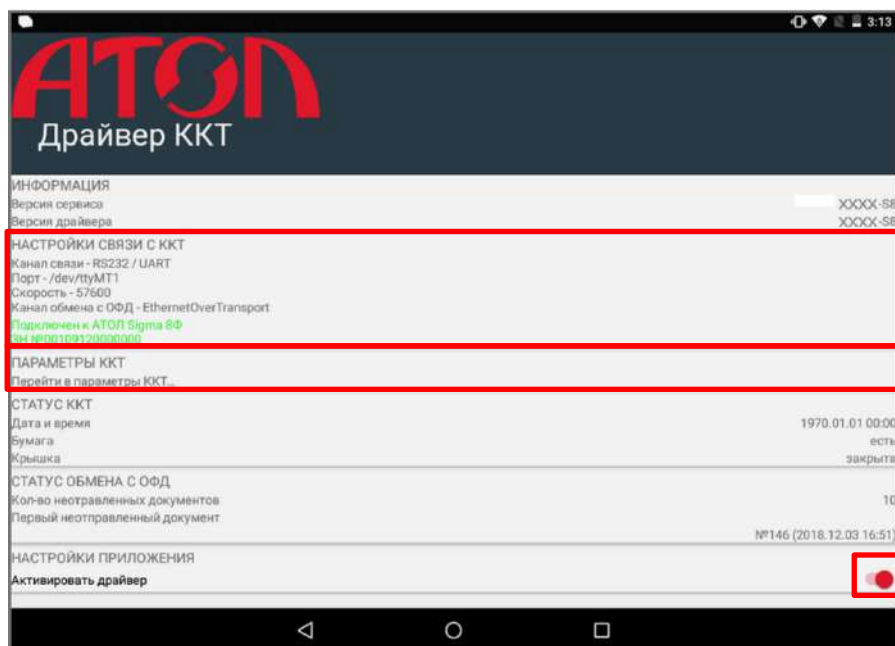 3:13
АТОЛ
Драйвер ККТ
ИНФОРМАЦИЯ
Версия сервиса XXXX-S8
Версия драйвера XXXX-S8
НАСТРОЙКИ СВЯЗИ С ККТ
Канал связи - RS232 / UART
Порт - /dev/ttyMT1
Скорость - 57600
Канал обмена с ОФД - EthernetOverTransport
Подключен к АТОЛ Sigma 8Ф
ЗН №00109120000000
ПАРАМЕТРЫ ККТ
Перейти в параметры ККТ...
СТАТУС ККТ
Дата и время 1970.01.01 00:00
Бумага есть
Крышка закрыта
СТАТУС ОБМЕНА С ОФД
Кол-во неотравленных документов 10
Первый неотправленный документ
№146 (2018.12.03 16:51)
НАСТРОЙКИ ПРИЛОЖЕНИЯ
Активировать драйвер